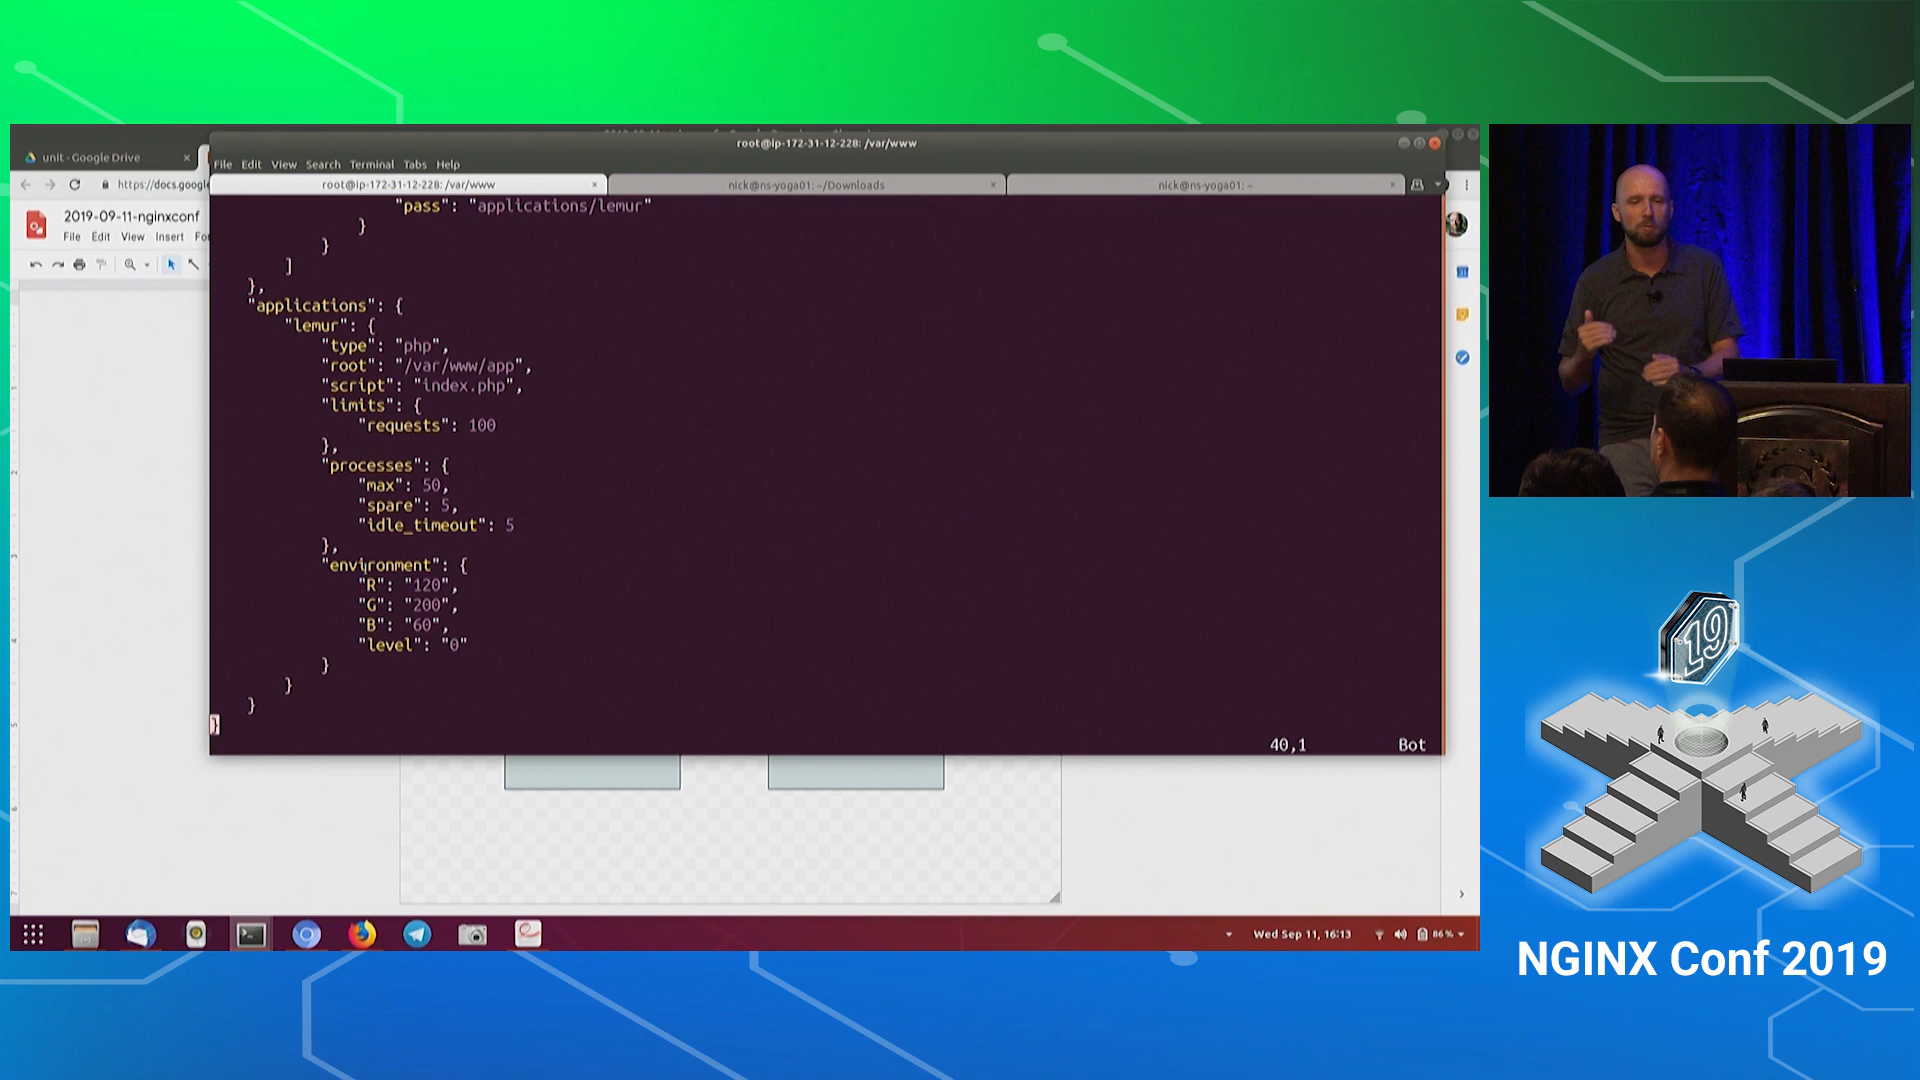 root@ip-172-31-12-228: /var/www
unit - Google Drive
File Edit View Search Terminal Tabs Help
https://docs.google
root@ip-172-31-12-228: /var/www
nick@ns-yoga01: ~/Downloads
nick@ns-yoga01: ~
2019-09-11-nginxconf
File Edit View Insert For
"pass": "applications/lemur"
}
}
]
},
"applications": {
"lemur": {
"type": "php",
"root": "/var/www/app",
"script": "index.php",
"limits": {
"requests": 100
},
"processes": {
"max": 50,
"spare": 5,
"idle_timeout": 5
},
"environment": {
"R": "120",
"G": "200",
"B": "60",
"level": "0"
}
}
}
}
40,1 Bot
Wed Sep 11, 16:13
86 %
19
NGINX Conf 2019